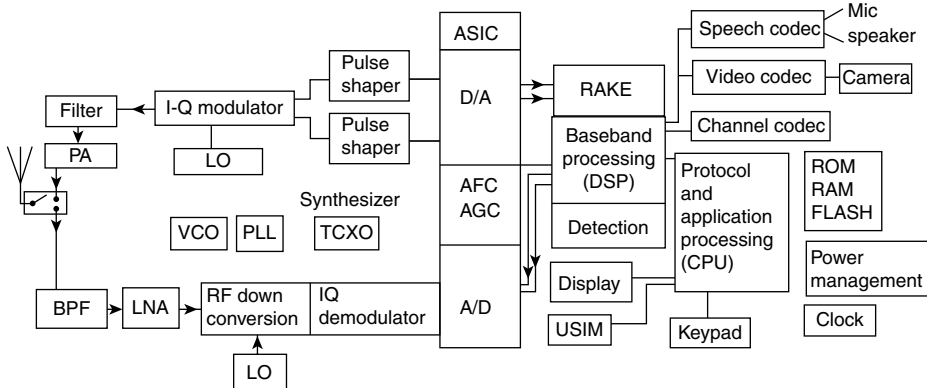 ASIC
Speech codec
Mic
speaker
Pulse
shaper
D/A
RAKE
Video codec
Camera
Filter
I-Q modulator
Pulse
shaper
Baseband
processing
(DSP)
Channel codec
PA
LO
AFC
AGC
Protocol
and
application
processing
(CPU)
ROM
RAM
FLASH
Synthesizer
VCO
PLL
TCXO
Detection
Power
management
BPF
LNA
RF down
conversion
IQ
demodulator
A/D
Display
USIM
Keypad
Clock
LO